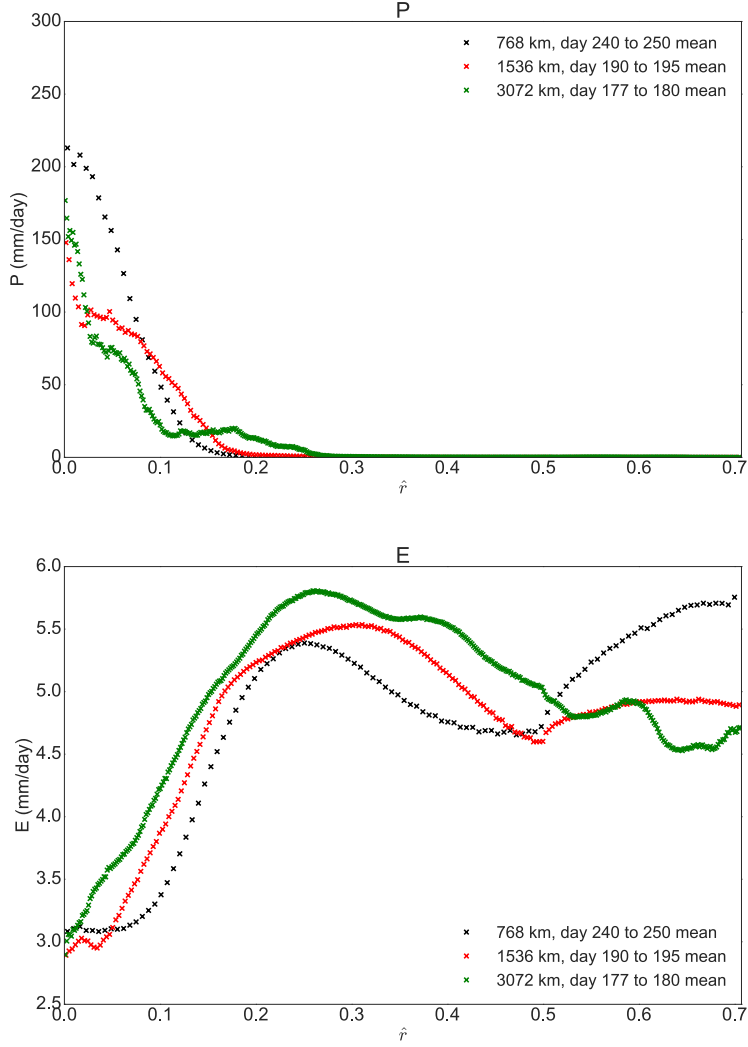 P
300
250
200
150
100
50
0
P (mm/day)
768 km, day 240 to 250 mean
1536 km, day 190 to 195 mean
3072 km, day 177 to 180 mean
0.0 0.1 0.2 0.3 0.4 0.5 0.6 0.7
r̂
E
6.0
5.5
5.0
4.5
4.0
3.5
3.0
2.5
E (mm/day)
768 km, day 240 to 250 mean
1536 km, day 190 to 195 mean
3072 km, day 177 to 180 mean
0.0 0.1 0.2 0.3 0.4 0.5 0.6 0.7
r̂